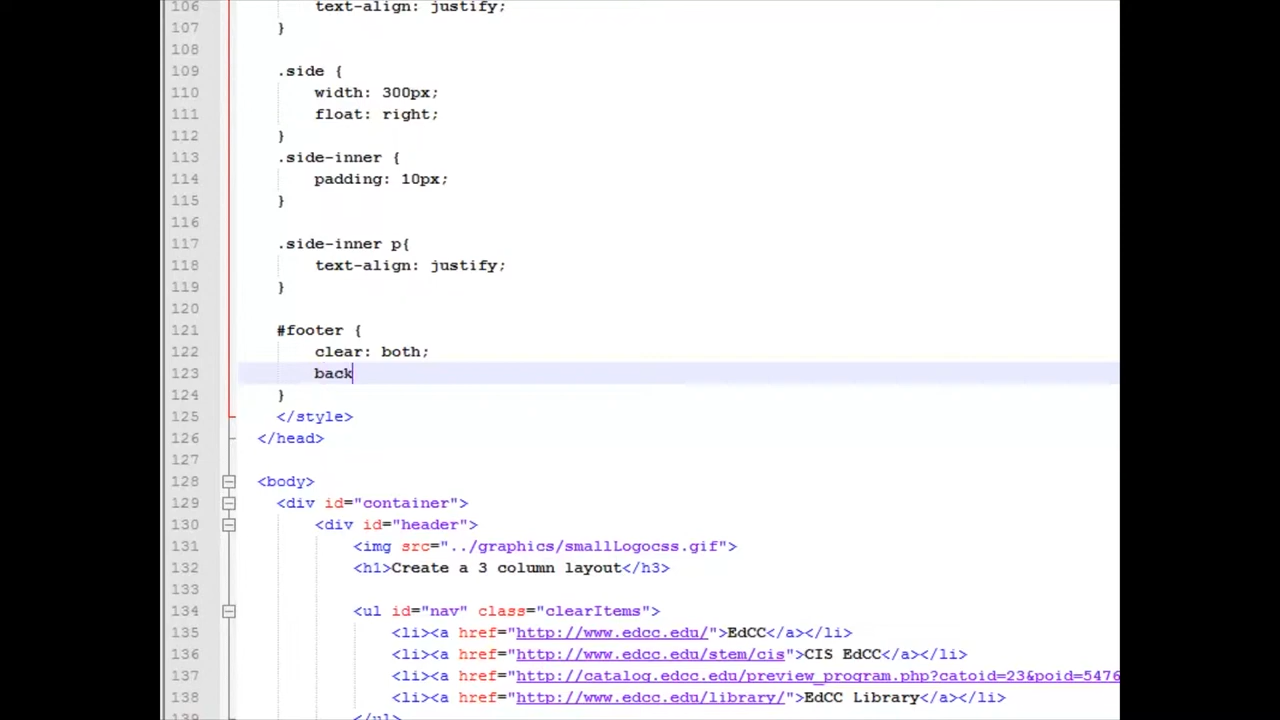 106 text-align: justify;
107 }
108
109 .side {
110 width: 300px;
111 float: right;
112 }
113 .side-inner {
114 padding: 10px;
115 }
116
117 .side-inner p{
118 text-align: justify;
119 }
120
121 #footer {
122 clear: both;
123 back
124 }
125 </style>
126 </head>
127
128 <body>
129 <div id="container">
130 <div id="header">
131 <img src="../graphics/smallLogocss.gif">
132 <h1>Create a 3 column layout</h3>
133
134 <ul id="nav" class="clearItems">
135 <li><a href="http://www.edcc.edu/">EdCC</a></li>
136 <li><a href="http://www.edcc.edu/stem/cis">CIS EdCC</a></li>
137 <li><a href="http://catalog.edcc.edu/preview_program.php?catoid=23&poid=5476
138 <li><a href="http://www.edcc.edu/library/">EdCC Library</a></li>
139 </ul>